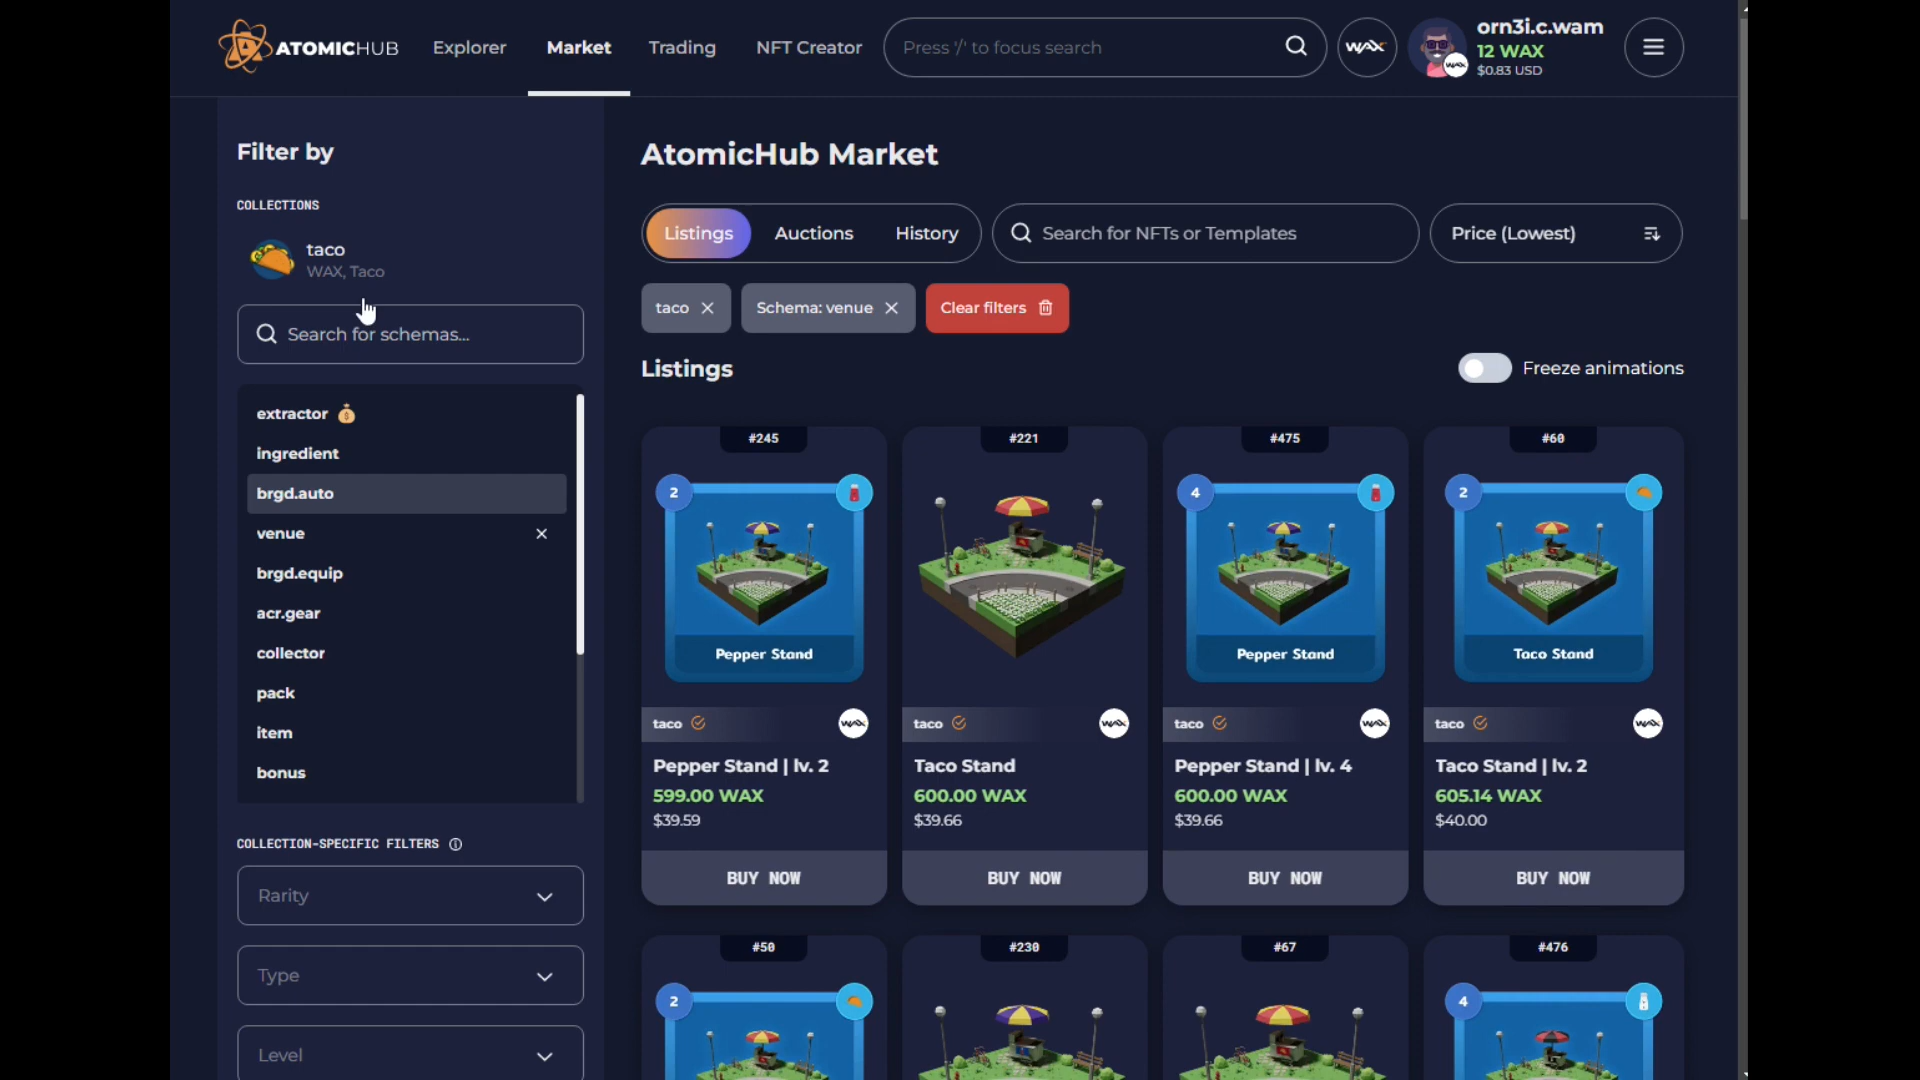 ATOMICHUB
Explorer
Market
Trading
NFT Creator
Press '/' to focus search
WAX
orn3i.c.wam
12 WAX
$0.83 USD
Filter by
COLLECTIONS
taco
WAX, Taco
Search for schemas...
extractor 💰
ingredient
brgd.auto
venue
brgd.equip
acr.gear
collector
pack
item
bonus
COLLECTION-SPECIFIC FILTERS
Rarity
Type
Level
AtomicHub Market
Listings
Auctions
History
Search for NFTs or Templates
Price (Lowest)
taco
Schema: venue
Clear filters
Listings
Freeze animations
#245
2
Pepper Stand
taco
WAX
Pepper Stand | lv. 2
599.00 WAX
$39.59
BUY NOW
#221
taco
WAX
Taco Stand
600.00 WAX
$39.66
BUY NOW
#475
4
Pepper Stand
taco
WAX
Pepper Stand | lv. 4
600.00 WAX
$39.66
BUY NOW
#60
2
Taco Stand
taco
WAX
Taco Stand | lv. 2
605.14 WAX
$40.00
BUY NOW
#50
2
#230
#67
#476
4